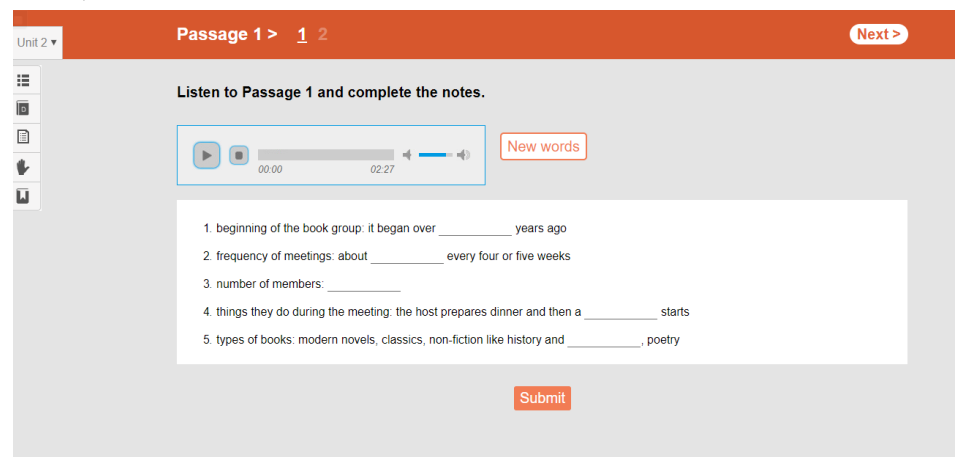 Passage 1 > 1 2
Next >
Unit 2 ▾
Listen to Passage 1 and complete the notes.
New words
00:00 02:27
1. beginning of the book group: it began over ___________ years ago
2. frequency of meetings: about ___________ every four or five weeks
3. number of members: ___________
4. things they do during the meeting: the host prepares dinner and then a ___________ starts
5. types of books: modern novels, classics, non-fiction like history and ___________, poetry
Submit